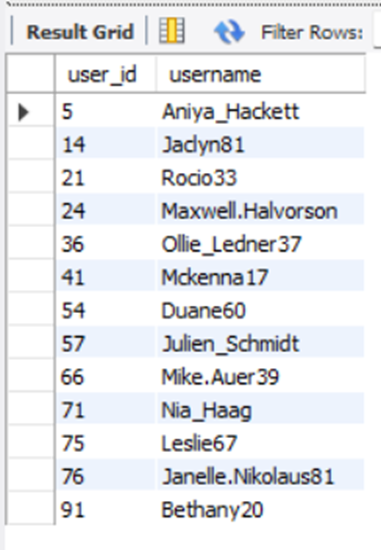 Result Grid Filter Rows:
user_id username
5 Aniya_Hackett
14 Jaclyn81
21 Rocio33
24 Maxwell.Halvorson
36 Ollie_Ledner37
41 Mckenna17
54 Duane60
57 Julien_Schmidt
66 Mike.Auer39
71 Nia_Haag
75 Leslie67
76 Janelle.Nikolaus81
91 Bethany20